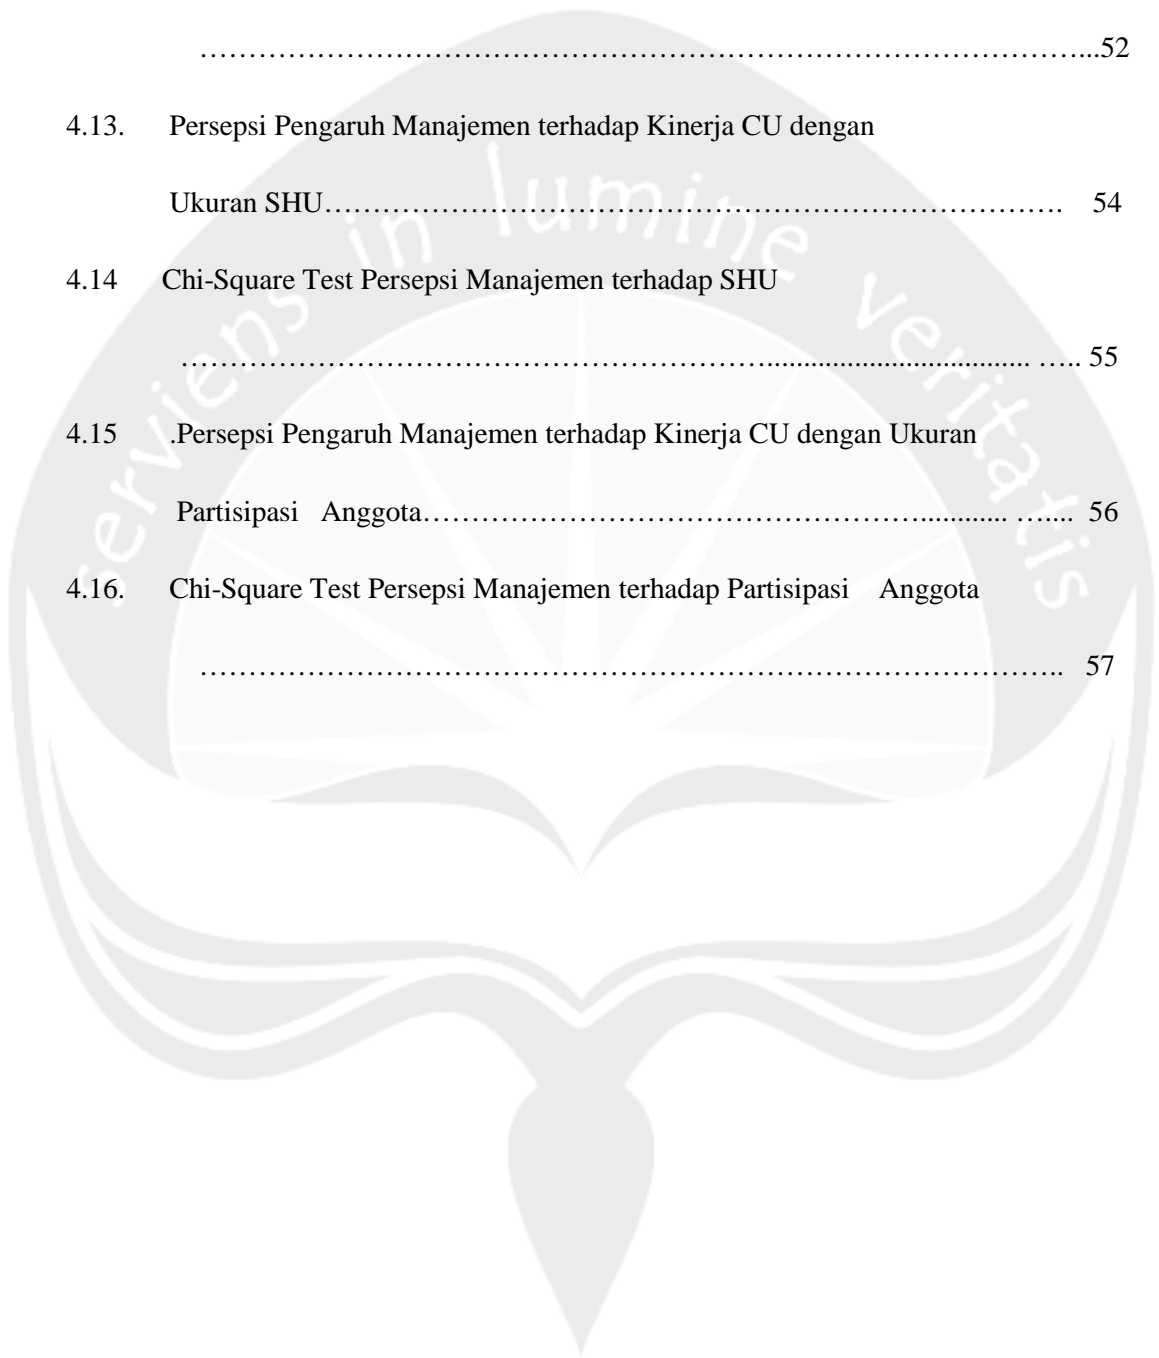 ……………………………………………………………………………...52
4.13. Persepsi Pengaruh Manajemen terhadap Kinerja CU dengan
Ukuran SHU……………………………………………………………. 54
4.14 Chi-Square Test Persepsi Manajemen terhadap SHU
…………………………………………………................................... ….. 55
4.15 .Persepsi Pengaruh Manajemen terhadap Kinerja CU dengan Ukuran
Partisipasi Anggota…………………………………………............ ….... 56
4.16. Chi-Square Test Persepsi Manajemen terhadap Partisipasi Anggota
………………………………………………………………………….. 57
serviens in lumine veritatis